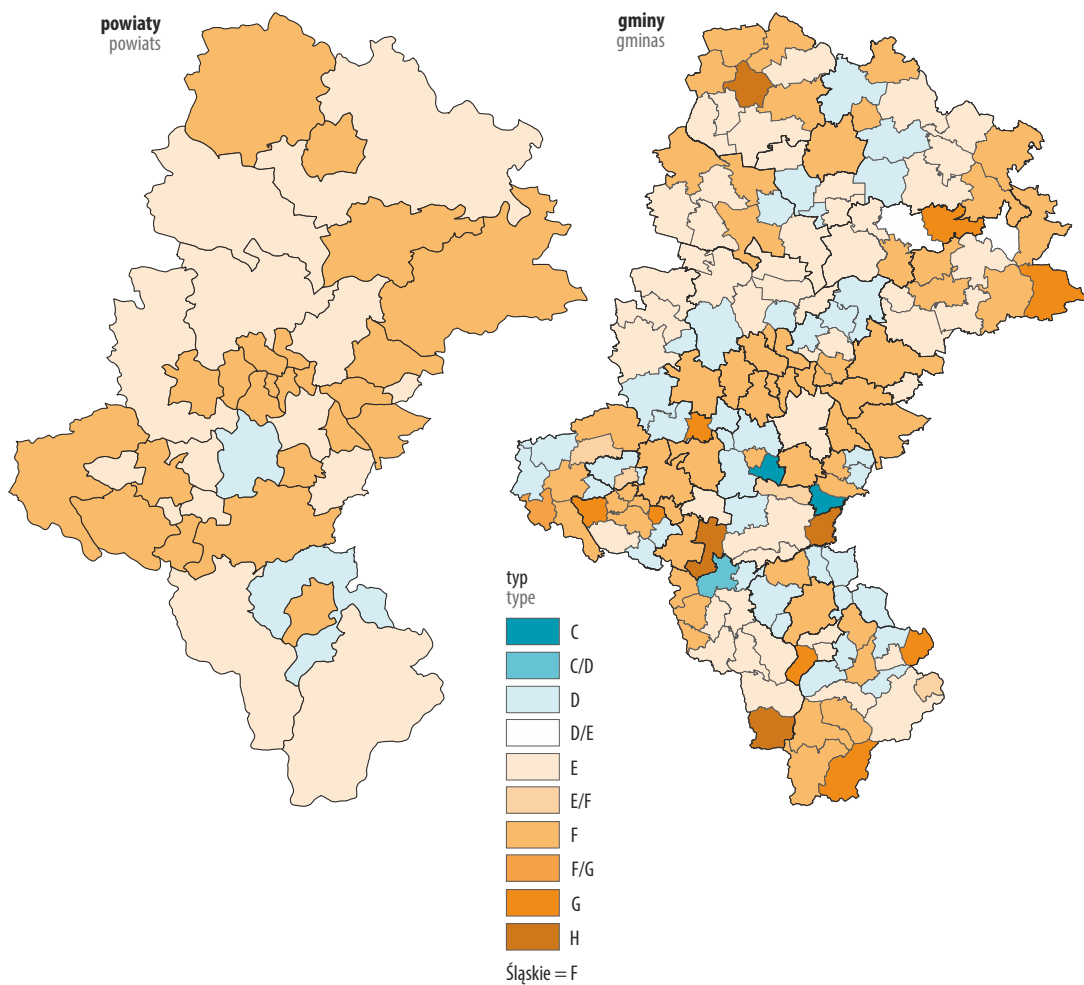 powiaty
powiats
gminy
gminas
typ
type
C
C/D
D
D/E
E
E/F
F
F/G
G
H
Śląskie = F